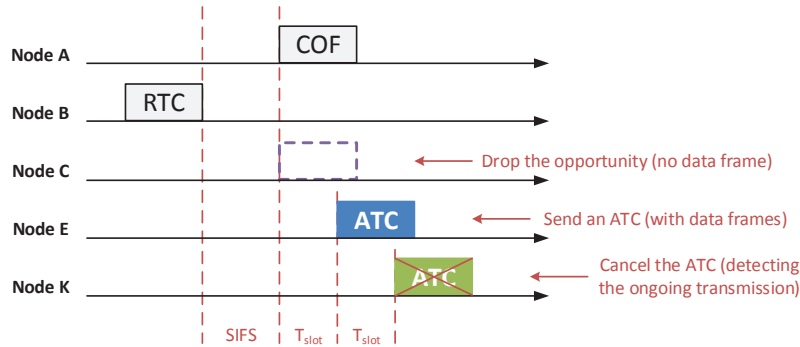 Node A
COF
Node B
RTC
Node C
Drop the opportunity (no data frame)
Node E
ATC
Send an ATC (with data frames)
Node K
ATC
Cancel the ATC (detecting
the ongoing transmission)
SIFS
Tslot
Tslot